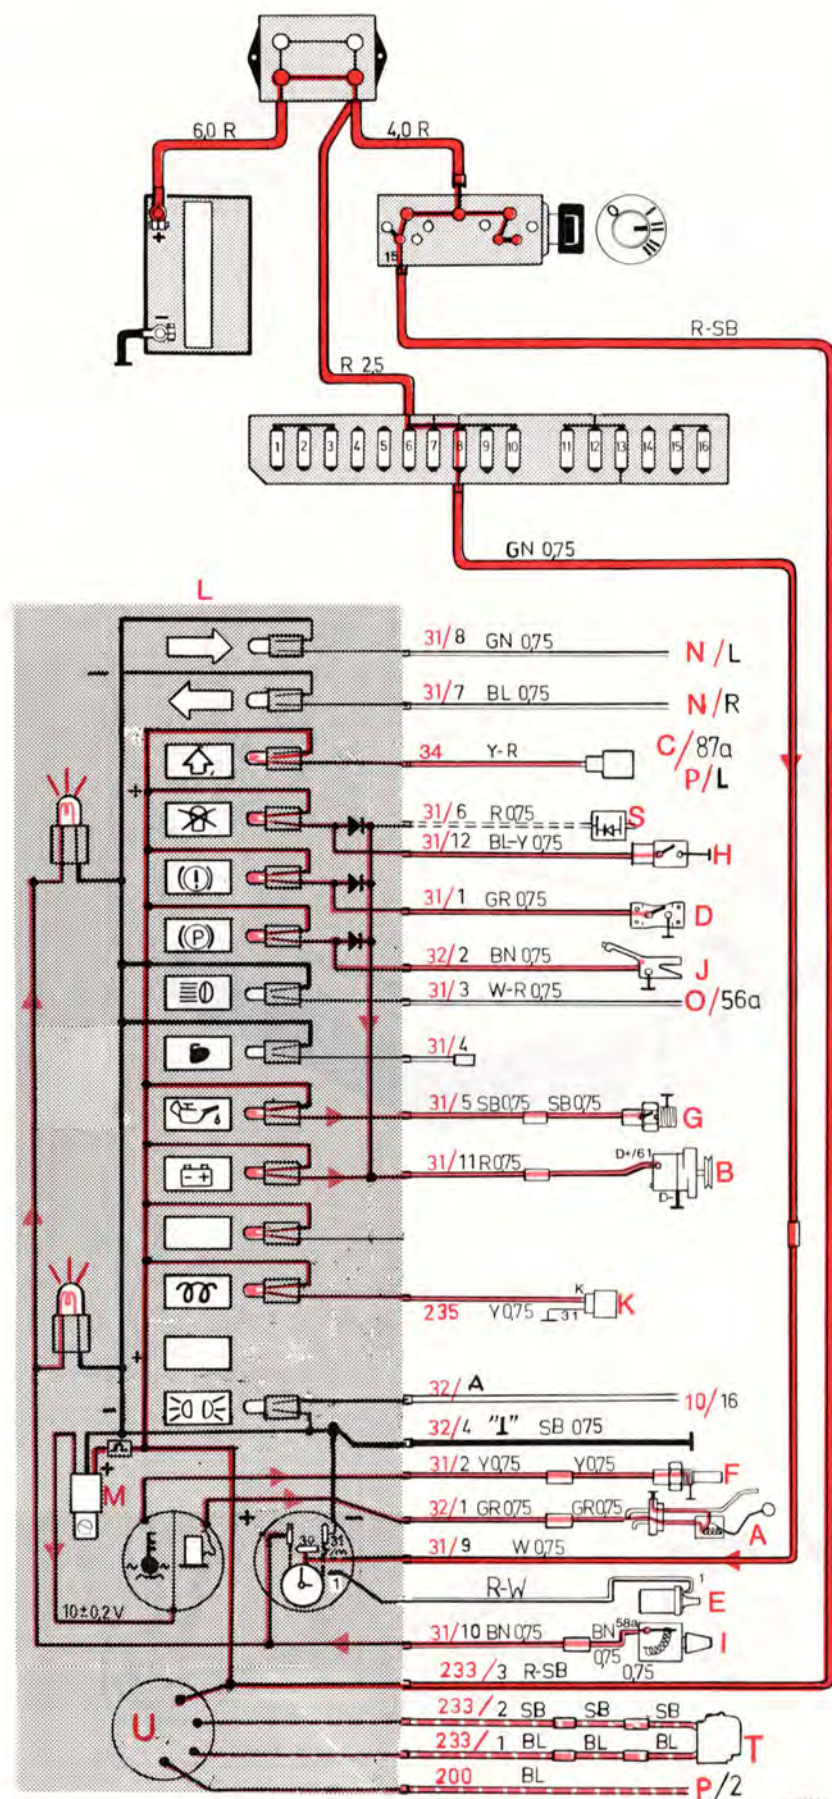 6,0 R
4,0 R
+
−
15
0 I II III
R-SB
R 2,5
1 2 3 4 5 6 7 8 9 10 11 12 13 14 15 16
GN 0,75
L
31/8 GN 0,75 N/L
−
31/7 BL 0,75 N/R
34 Y-R C/87a
P/L
+
31/6 R 0,75 S
31/12 BL-Y 0,75 H
(!)
31/1 GR 0,75 D
(P)
32/2 BN 0,75 J
31/3 W-R 0,75 O/56a
31/4
31/5 SB 0,75 SB 0,75 G
31/11 R 0,75 D+/61 B
- +
D-
K
235 Y 0,75 31 K
+
32/A 10/16
−
32/4 "1" SB 0,75
+
M
31/2 Y 0,75 Y 0,75 F
+ −
32/1 GR 0,75 GR 0,75 A
30 31
31/9 W 0,75
1
R-W 1 E
10±0,2 V
31/10 BN 0,75 BN 0,75 58a I
233/3 R-SB 0,75
U
233/2 SB SB SB
233/1 BL BL BL T
200 BL P/2